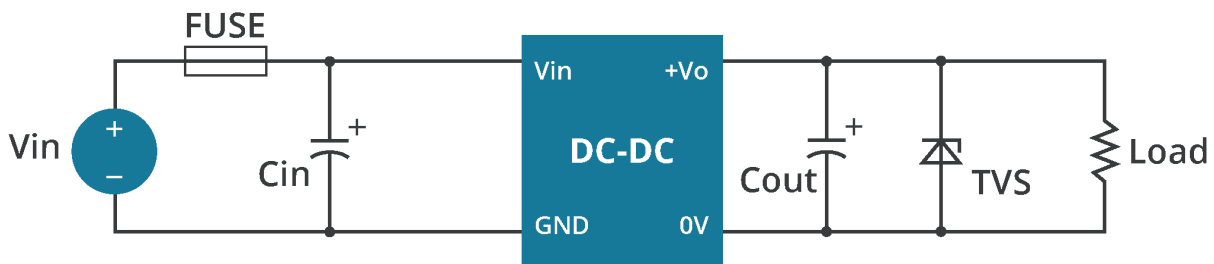 FUSE
Vin
+
−
Cin
+
Vin
+Vo
DC-DC
GND
0V
Cout
+
TVS
Load